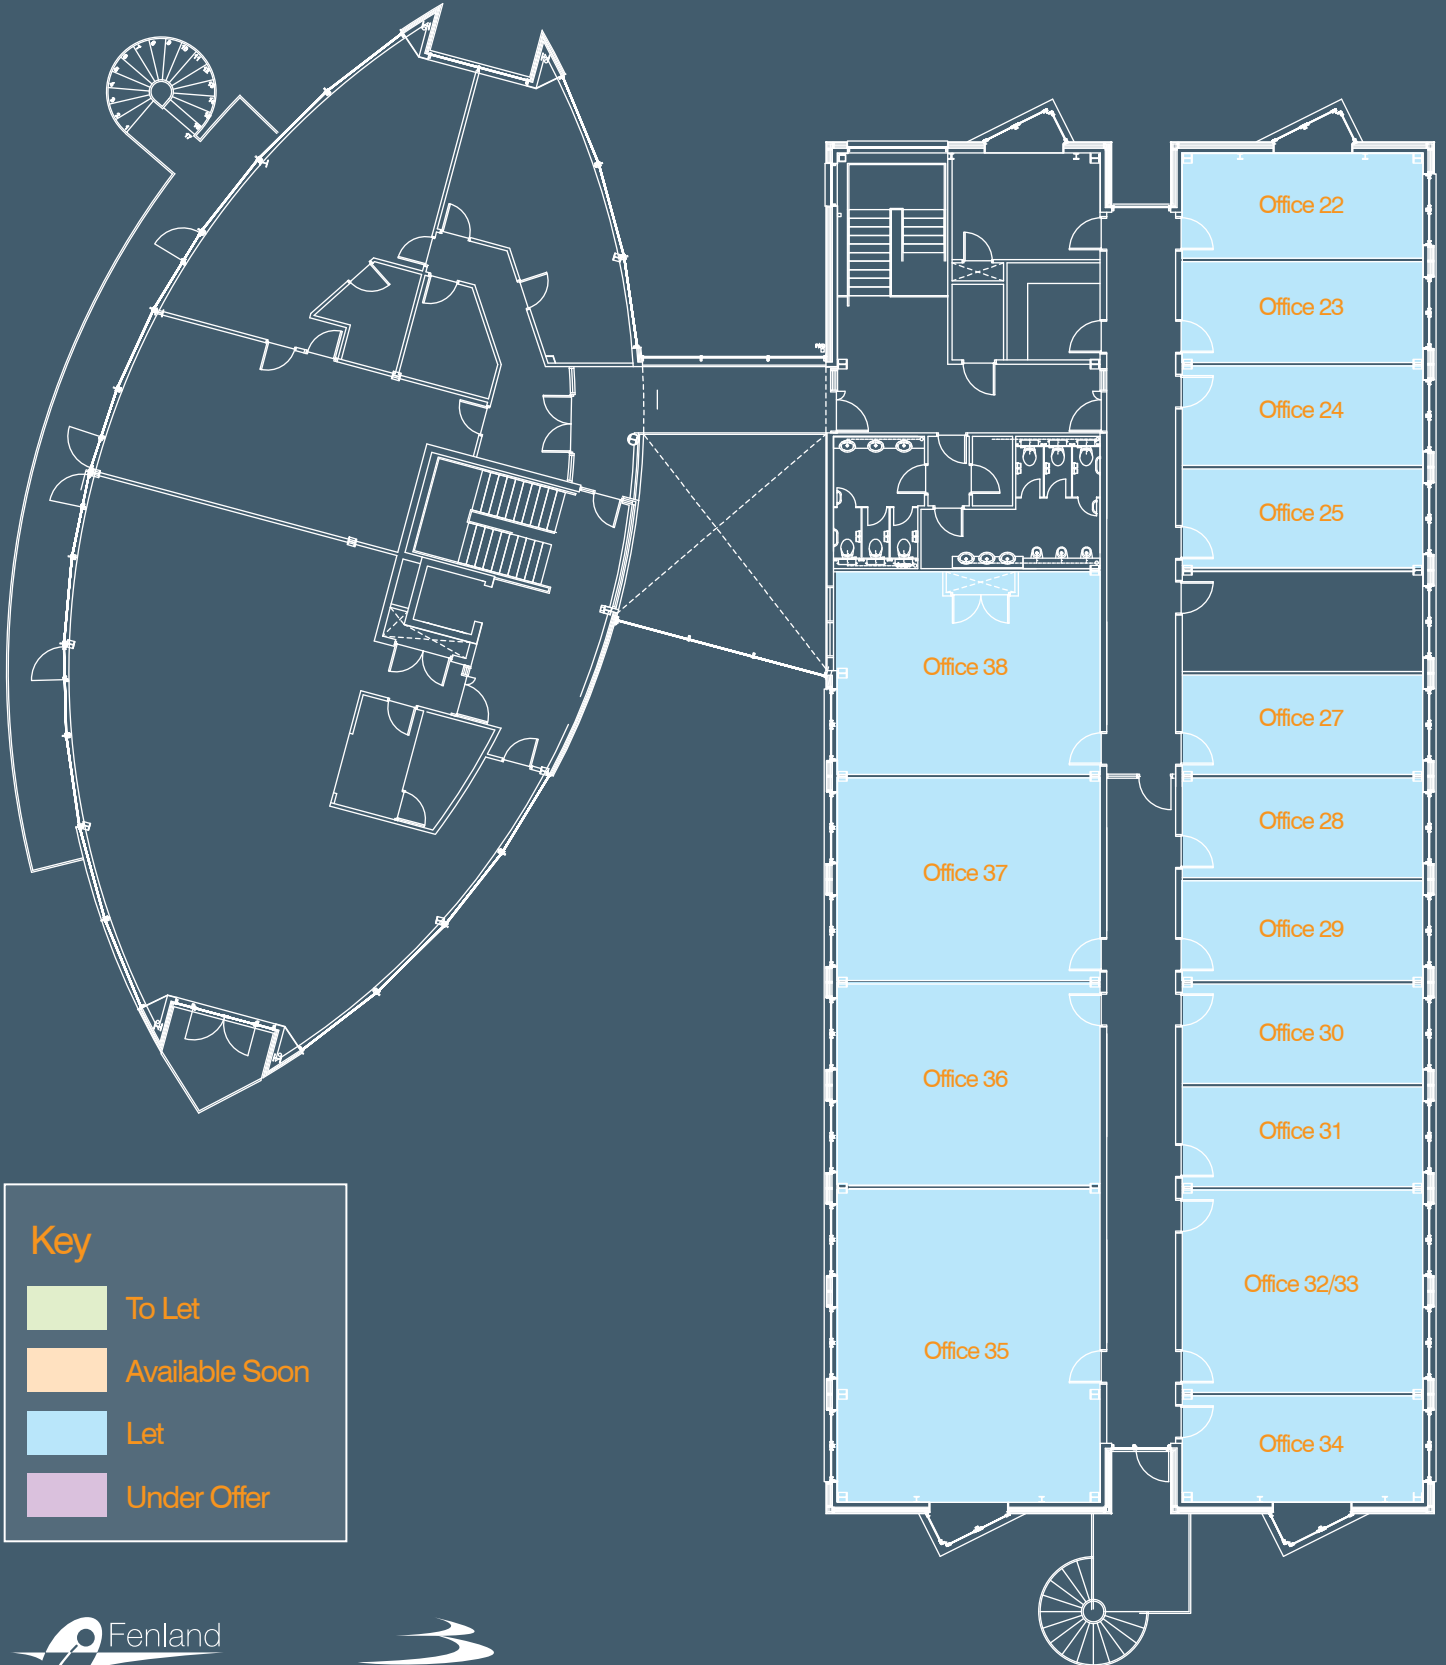 Office 22
Office 23
Office 24
Office 25
Office 38
Office 27
Office 28
Office 37
Office 29
Office 30
Office 36
Office 31
Office 32/33
Office 35
Office 34
Key
To Let
Available Soon
Let
Under Offer
Fenland